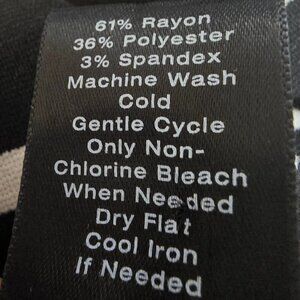 61% Rayon
36% Polyester
3% Spandex
Machine Wash
Cold
Gentle Cycle
Only Non-
Chlorine Bleach
When Needed
Dry Flat
Cool Iron
If Needed